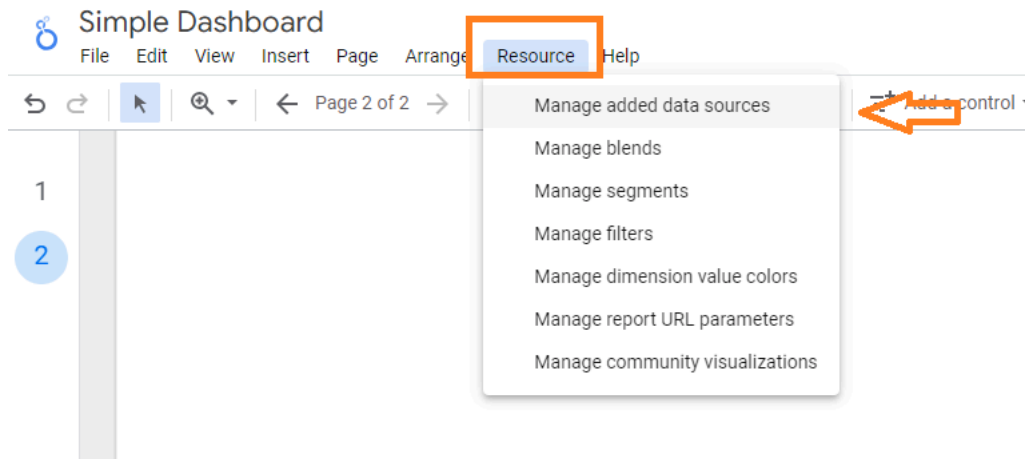 Simple Dashboard
File Edit View Insert Page Arrange Resource Help
Page 2 of 2
Add a control
Manage added data sources
Manage blends
Manage segments
Manage filters
Manage dimension value colors
Manage report URL parameters
Manage community visualizations
1
2